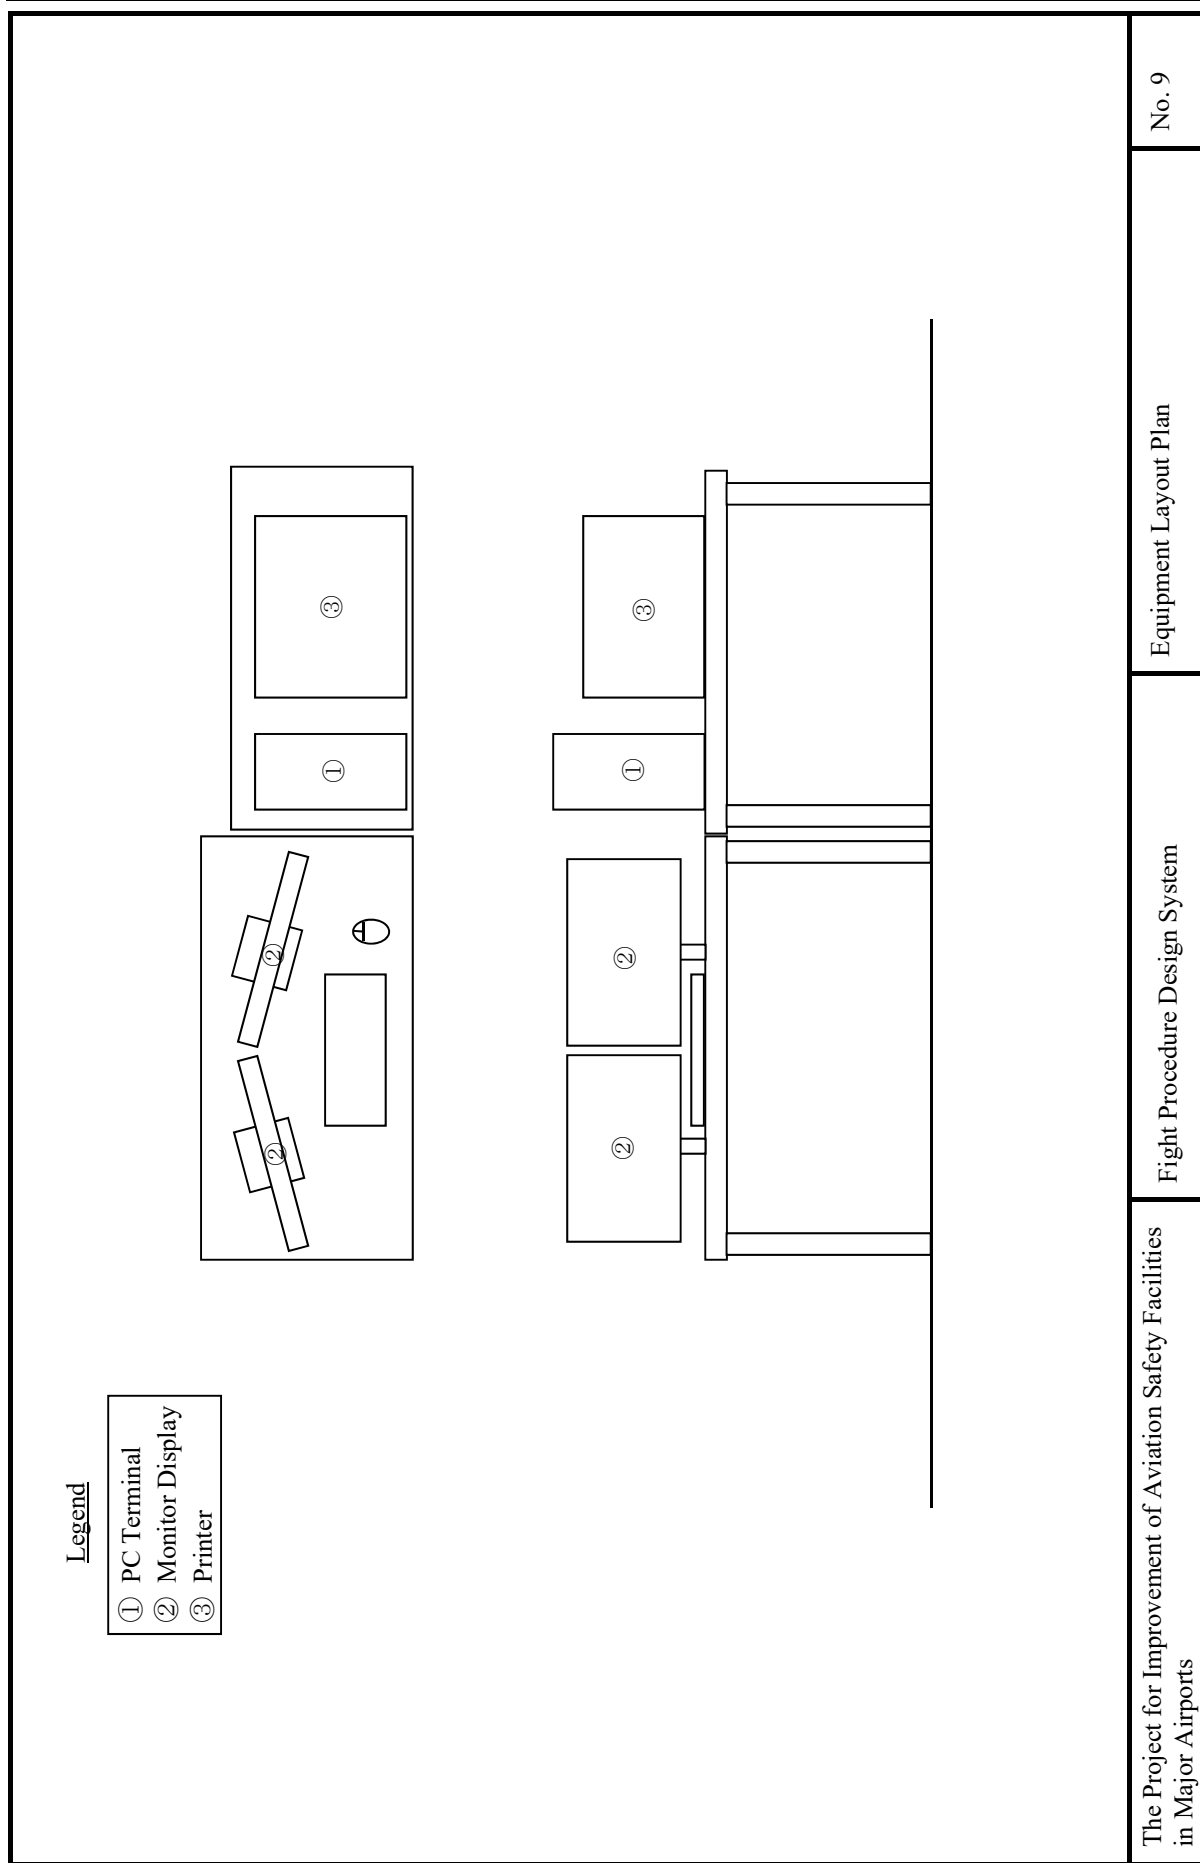 Legend
① PC Terminal
② Monitor Display
③ Printer
②
②
①
③
②
②
①
③
The Project for Improvement of Aviation Safety Facilities
in Major Airports
Fight Procedure Design System
Equipment Layout Plan
No. 9